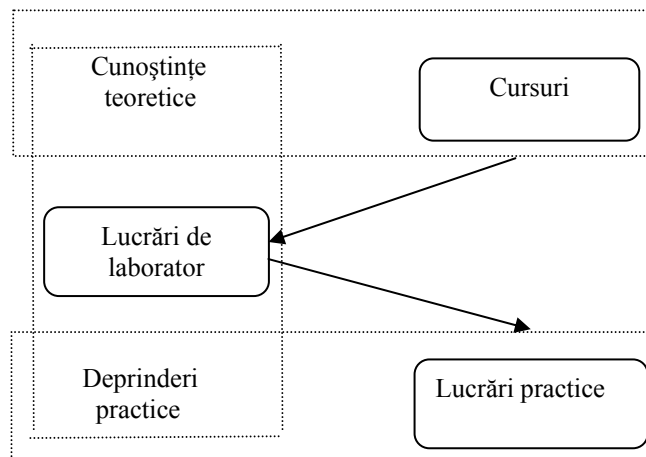 Cunoştinţe
teoretice
Cursuri
Lucrări de
laborator
Deprinderi
practice
Lucrări practice